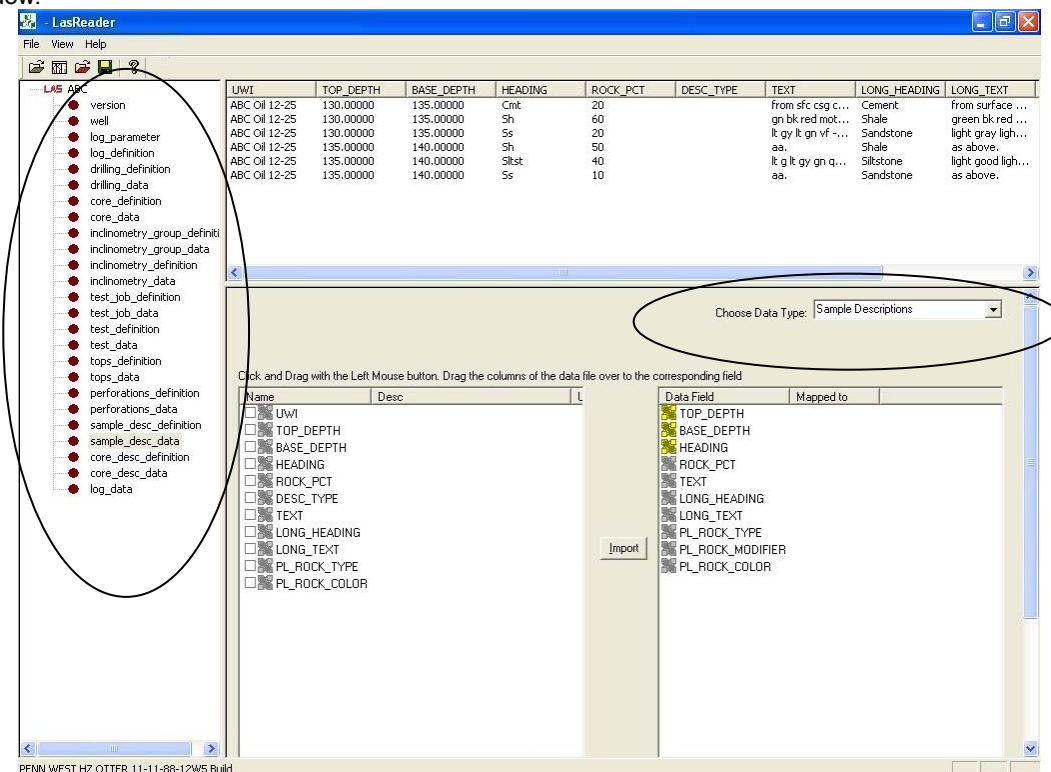 - LasReader
File View Help
LAS ABC
version
well
log_parameter
log_definition
drilling_definition
drilling_data
core_definition
core_data
inclinometry_group_definiti
inclinometry_group_data
inclinometry_definition
inclinometry_data
test_job_definition
test_job_data
test_definition
test_data
tops_definition
tops_data
perforations_definition
perforations_data
sample_desc_definition
sample_desc_data
core_desc_definition
core_desc_data
log_data
UWI TOP_DEPTH BASE_DEPTH HEADING ROCK_PCT DESC_TYPE TEXT LONG_HEADING LONG_TEXT
ABC Oil 12-25 130.00000 135.00000 Cmt 20 from sfc csg c... Cement from surface ...
ABC Oil 12-25 130.00000 135.00000 Sh 60 gn bk red mot... Shale green bk red ...
ABC Oil 12-25 130.00000 135.00000 Ss 20 lt gy lt gn vf -... Sandstone light gray ligh...
ABC Oil 12-25 135.00000 140.00000 Sh 50 aa. Shale as above.
ABC Oil 12-25 135.00000 140.00000 Sltst 40 lt g lt gy gn q... Siltstone light good ligh...
ABC Oil 12-25 135.00000 140.00000 Ss 10 aa. Sandstone as above.
Choose Data Type: Sample Descriptions
Click and Drag with the Left Mouse button. Drag the columns of the data file over to the corresponding field
Name Desc U
UWI
TOP_DEPTH
BASE_DEPTH
HEADING
ROCK_PCT
DESC_TYPE
TEXT
LONG_HEADING
LONG_TEXT
PL_ROCK_TYPE
PL_ROCK_COLOR
Import
Data Field Mapped to
TOP_DEPTH
BASE_DEPTH
HEADING
ROCK_PCT
TEXT
LONG_HEADING
LONG_TEXT
PL_ROCK_TYPE
PL_ROCK_MODIFIER
PL_ROCK_COLOR
PENN WEST HZ OTTER 11-11-88-12W5 Build